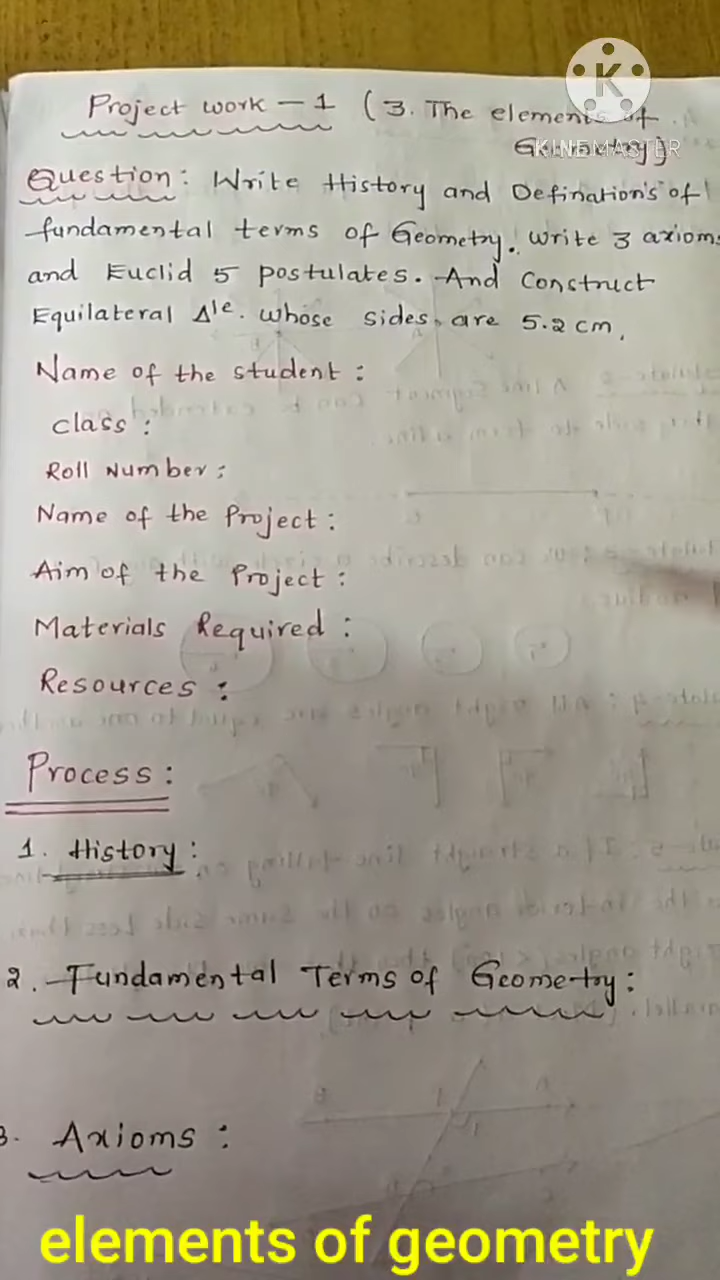 Project work - 1 (3. The elements of
Geometry)
KINEMASTER
Question: Write History and Defination's of
fundamental terms of Geometry. Write 3 axioms
and Euclid 5 postulates. And Construct
Equilateral Δle. whose sides are 5.2 cm.
Name of the student :
Class :
Roll Number :
Name of the Project :
Aim of the Project :
Materials Required :
Resources :
Process :
1. History :
2. Fundamental Terms of Geometry :
3. Axioms :
elements of geometry